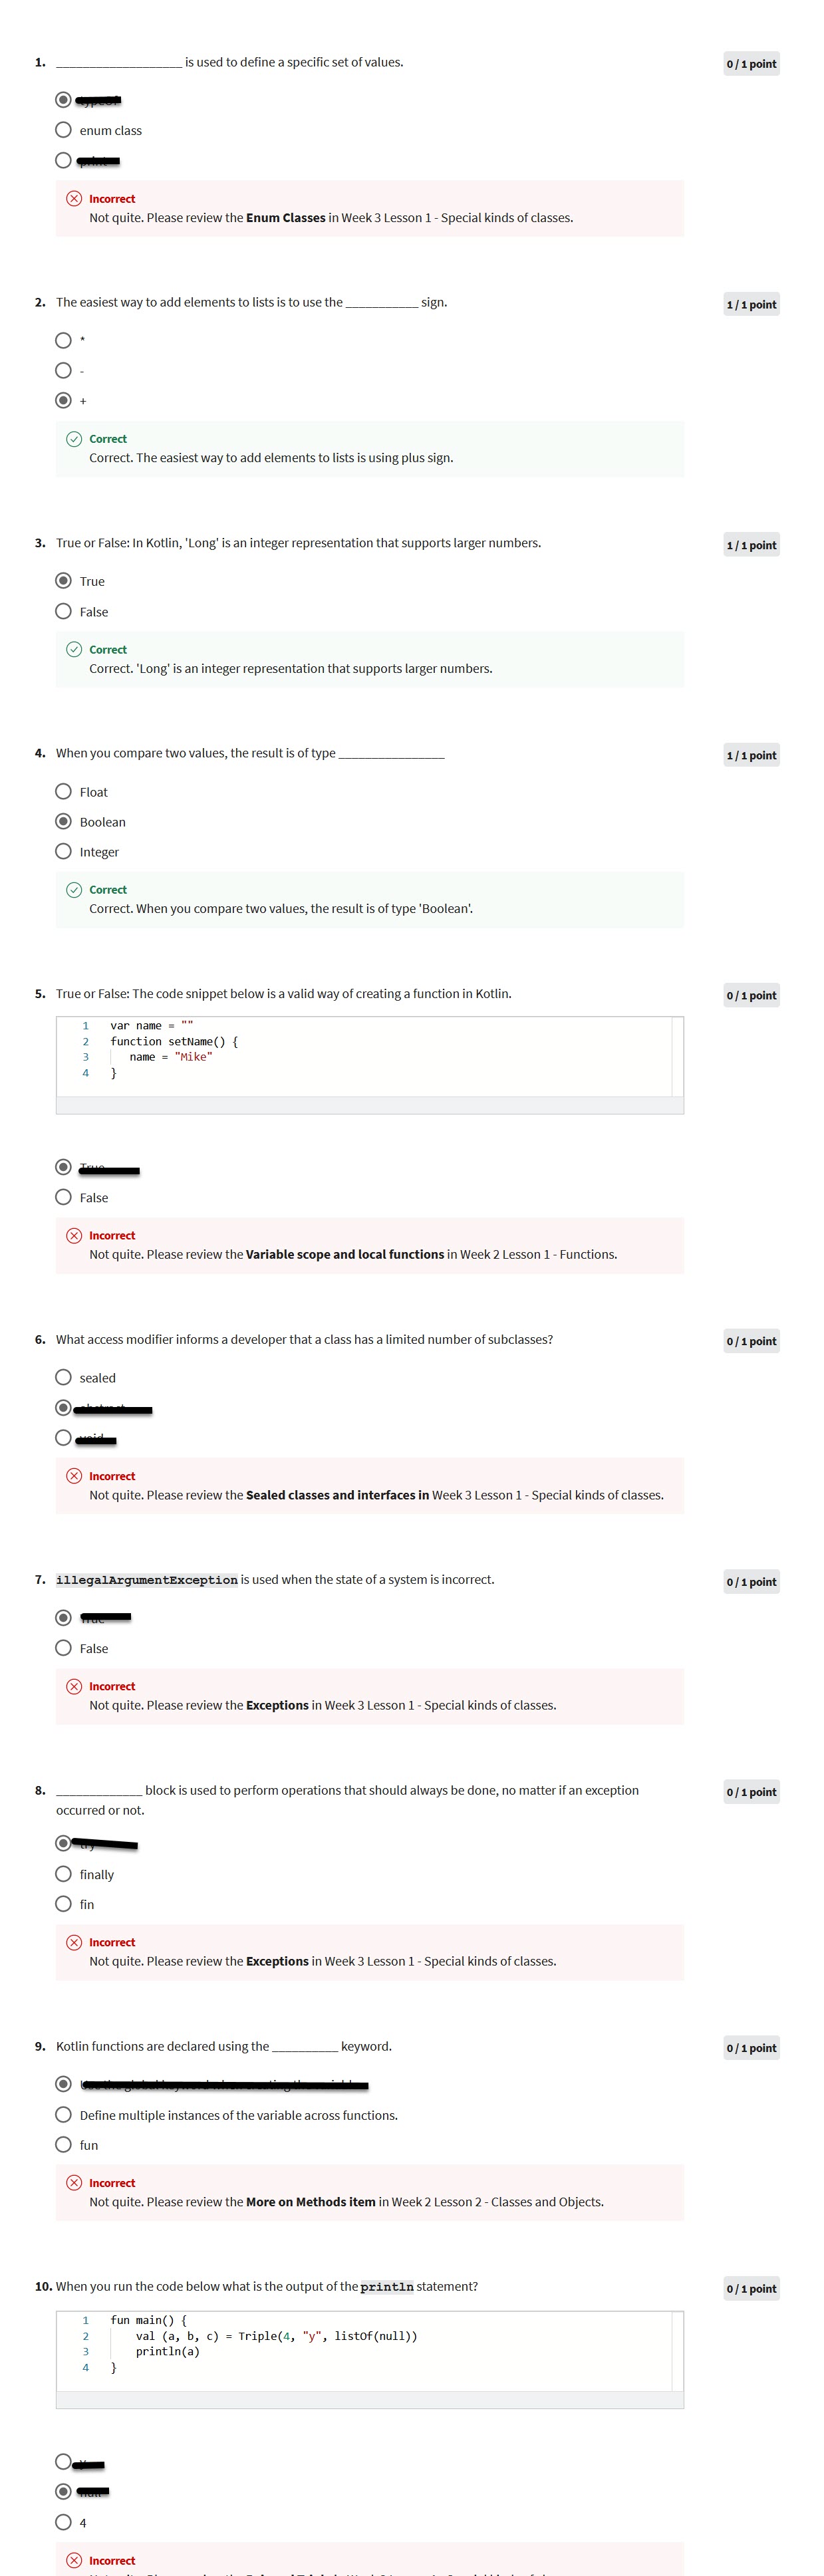 1. ___________________ is used to define a specific set of values.
0 / 1 point
enum class
Incorrect
Not quite. Please review the Enum Classes in Week 3 Lesson 1 - Special kinds of classes.
2. The easiest way to add elements to lists is to use the ___________ sign.
1 / 1 point
*
-
+
Correct
Correct. The easiest way to add elements to lists is using plus sign.
3. True or False: In Kotlin, 'Long' is an integer representation that supports larger numbers.
1 / 1 point
True
False
Correct
Correct. 'Long' is an integer representation that supports larger numbers.
4. When you compare two values, the result is of type ________________
1 / 1 point
Float
Boolean
Integer
Correct
Correct. When you compare two values, the result is of type 'Boolean'.
5. True or False: The code snippet below is a valid way of creating a function in Kotlin.
0 / 1 point
1 var name = ""
2 function setName() {
3 name = "Mike"
4 }
False
Incorrect
Not quite. Please review the Variable scope and local functions in Week 2 Lesson 1 - Functions.
6. What access modifier informs a developer that a class has a limited number of subclasses?
0 / 1 point
sealed
Incorrect
Not quite. Please review the Sealed classes and interfaces in Week 3 Lesson 1 - Special kinds of classes.
7. illegalArgumentException is used when the state of a system is incorrect.
0 / 1 point
False
Incorrect
Not quite. Please review the Exceptions in Week 3 Lesson 1 - Special kinds of classes.
8. _____________ block is used to perform operations that should always be done, no matter if an exception
occurred or not.
0 / 1 point
finally
fin
Incorrect
Not quite. Please review the Exceptions in Week 3 Lesson 1 - Special kinds of classes.
9. Kotlin functions are declared using the __________ keyword.
0 / 1 point
Define multiple instances of the variable across functions.
fun
Incorrect
Not quite. Please review the More on Methods item in Week 2 Lesson 2 - Classes and Objects.
10. When you run the code below what is the output of the println statement?
0 / 1 point
1 fun main() {
2 val (a, b, c) = Triple(4, "y", listOf(null))
3 println(a)
4 }
4
Incorrect